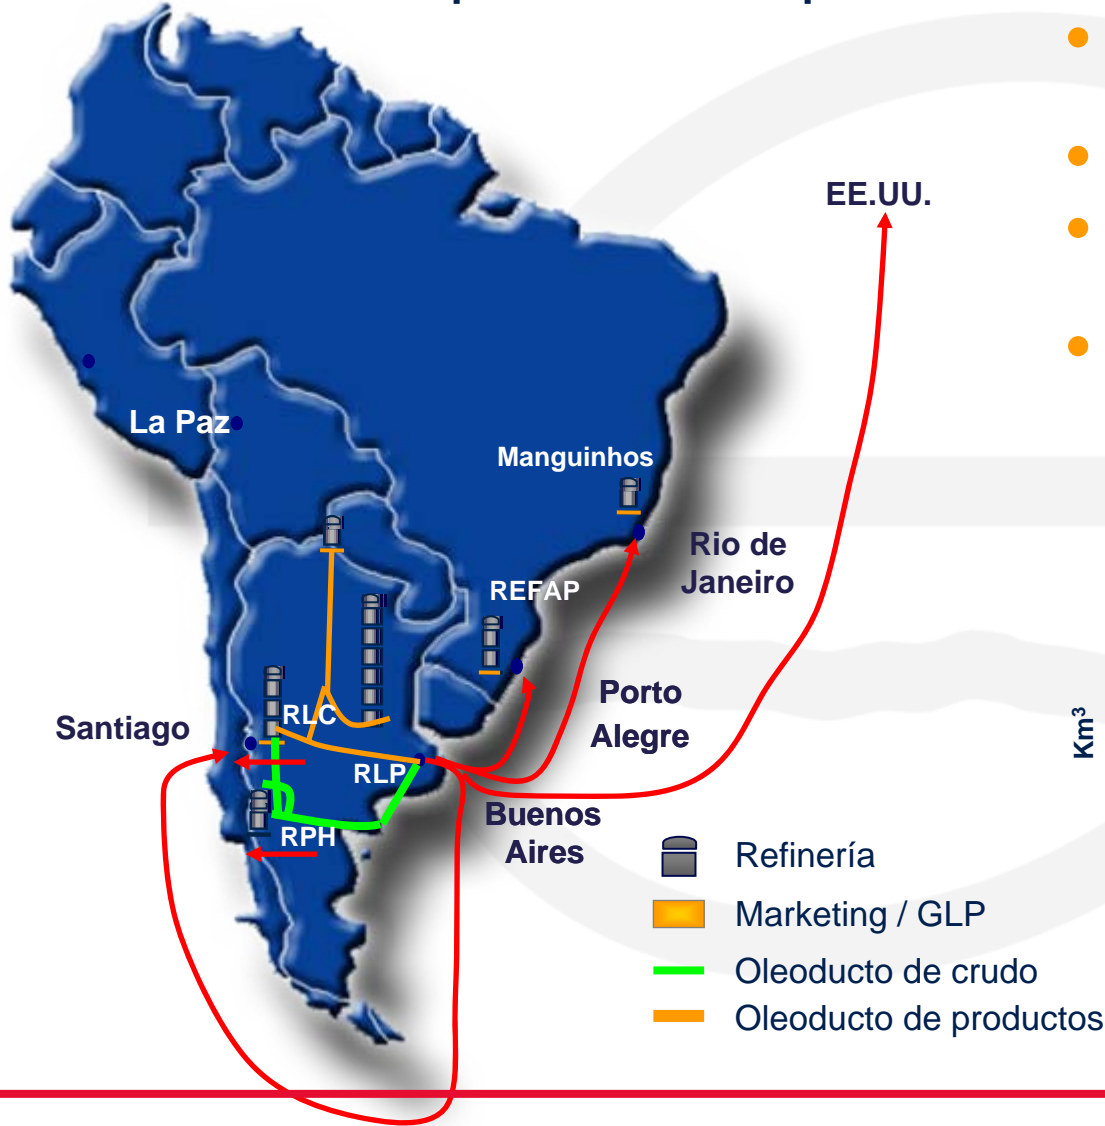 EE.UU.
La Paz
Manguinhos
Rio de
Janeiro
REFAP
Porto
Alegre
Santiago
RLC
RLP
Buenos
Aires
RPH
Km³
Refinería
Marketing / GLP
Oleoducto de crudo
Oleoducto de productos